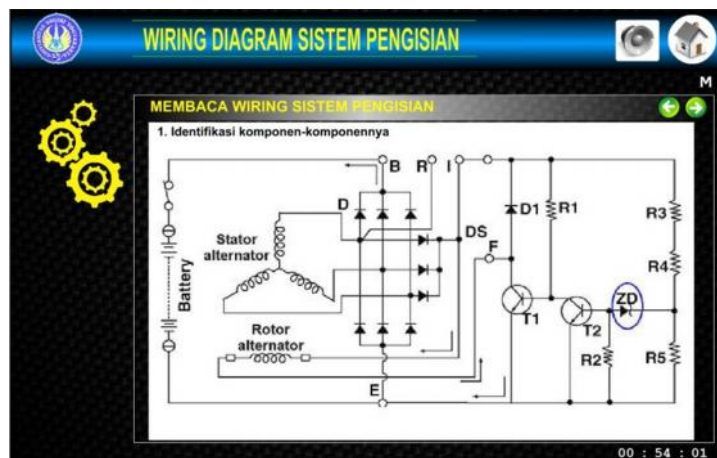 WIRING DIAGRAM SISTEM PENGISIAN
M
MEMBACA WIRING SISTEM PENGISIAN
1. Identifikasi komponen-komponennya
B R I
D
D1 R1
R3
DS
F
Stator
alternator
R4
Battery
ZD
T1
T2
Rotor
alternator
R2
R5
E
00 : 54 : 01